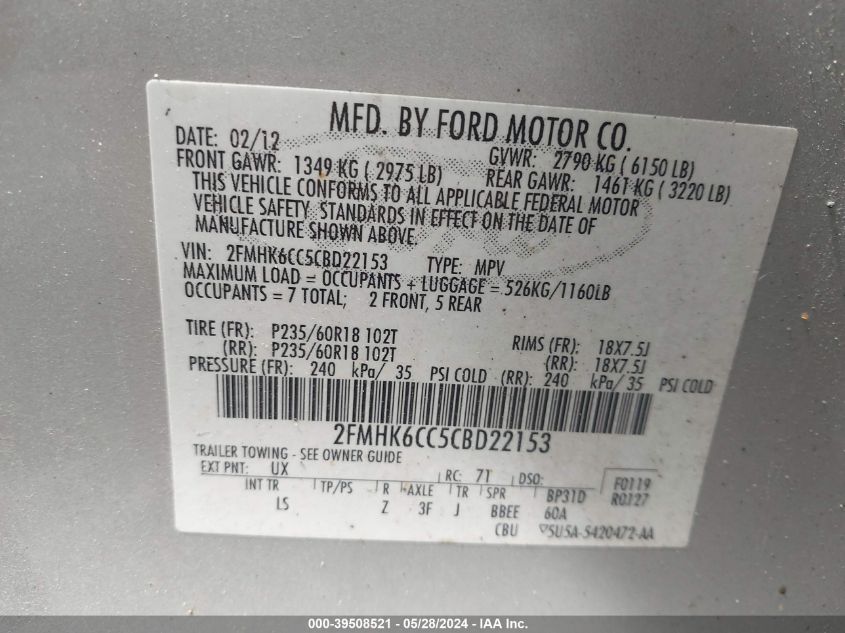 MFD. BY FORD MOTOR CO.
DATE: 02/12 GVWR: 2790 KG ( 6150 LB)
FRONT GAWR: 1349 KG ( 2975 LB) REAR GAWR: 1461 KG ( 3220 LB)
THIS VEHICLE CONFORMS TO ALL APPLICABLE FEDERAL MOTOR
VEHICLE SAFETY STANDARDS IN EFFECT ON THE DATE OF
MANUFACTURE SHOWN ABOVE.
VIN: 2FMHK6CC5CBD22153 TYPE: MPV
MAXIMUM LOAD = OCCUPANTS + LUGGAGE = 526KG/1160LB
OCCUPANTS = 7 TOTAL; 2 FRONT, 5 REAR
TIRE (FR): P235/60R18 102T RIMS (FR): 18X7.5J
(RR): P235/60R18 102T (RR): 18X7.5J
PRESSURE (FR): 240 kPa/ 35 PSI COLD (RR): 240 kPa/ 35 PSI COLD
2FMHK6CC5CBD22153
TRAILER TOWING - SEE OWNER GUIDE
EXT PNT: UX RC: 71 DSO: F0119
INT TR TP/PS R AXLE TR SPR BP31D R0127
LS Z 3F J BBEE 60A
CBU 5U5A-5420472-AA
000-39508521 - 05/28/2024 - IAA Inc.